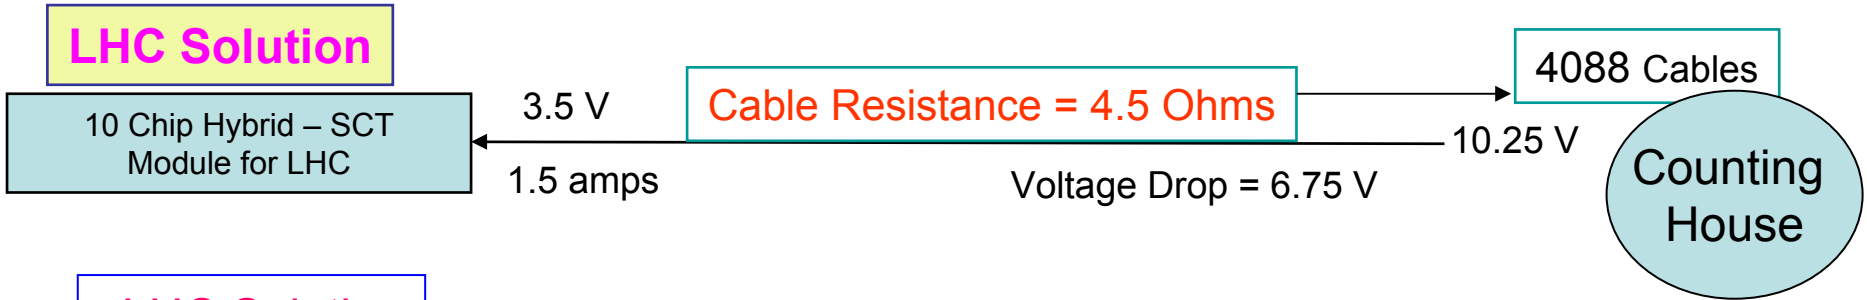 LHC Solution
10 Chip Hybrid – SCT
Module for LHC
3.5 V
1.5 amps
Cable Resistance = 4.5 Ohms
Voltage Drop = 6.75 V
4088 Cables
10.25 V
Counting
House